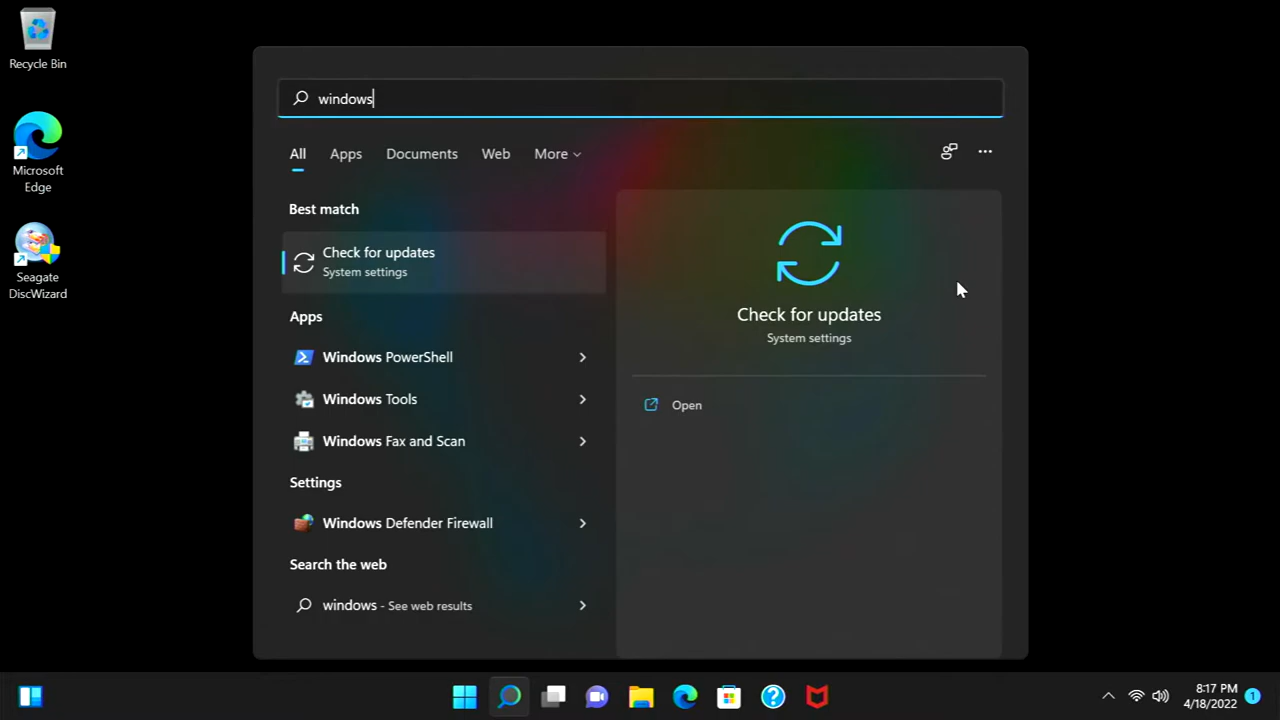 Recycle Bin
Microsoft
Edge
Seagate
DiscWizard
windows
All Apps Documents Web More
Best match
Check for updates
System settings
Apps
Windows PowerShell
Windows Tools
Windows Fax and Scan
Settings
Windows Defender Firewall
Search the web
windows - See web results
Check for updates
System settings
Open
8:17 PM
4/18/2022
1